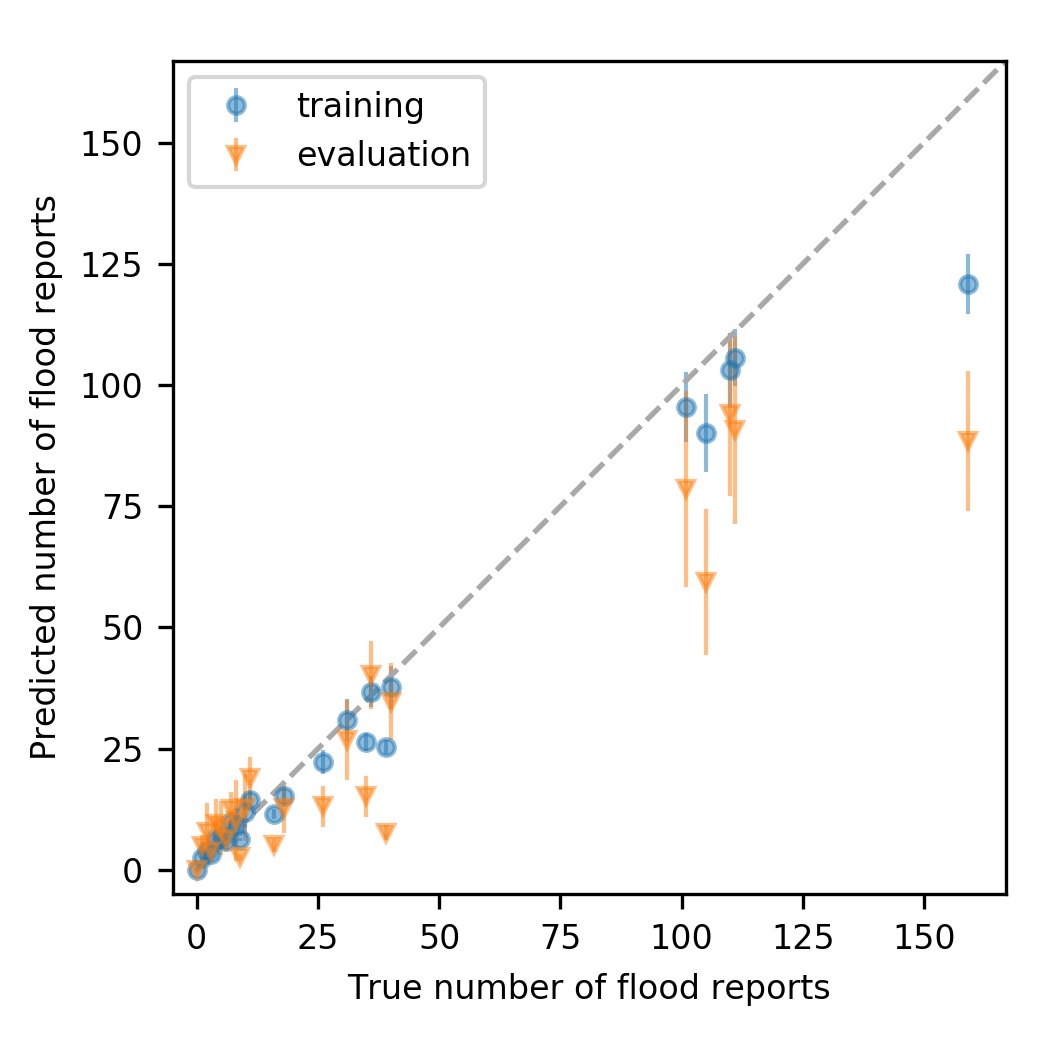 training
evaluation
150
125
100
75
50
25
0
Predicted number of flood reports
0 25 50 75 100 125 150
True number of flood reports